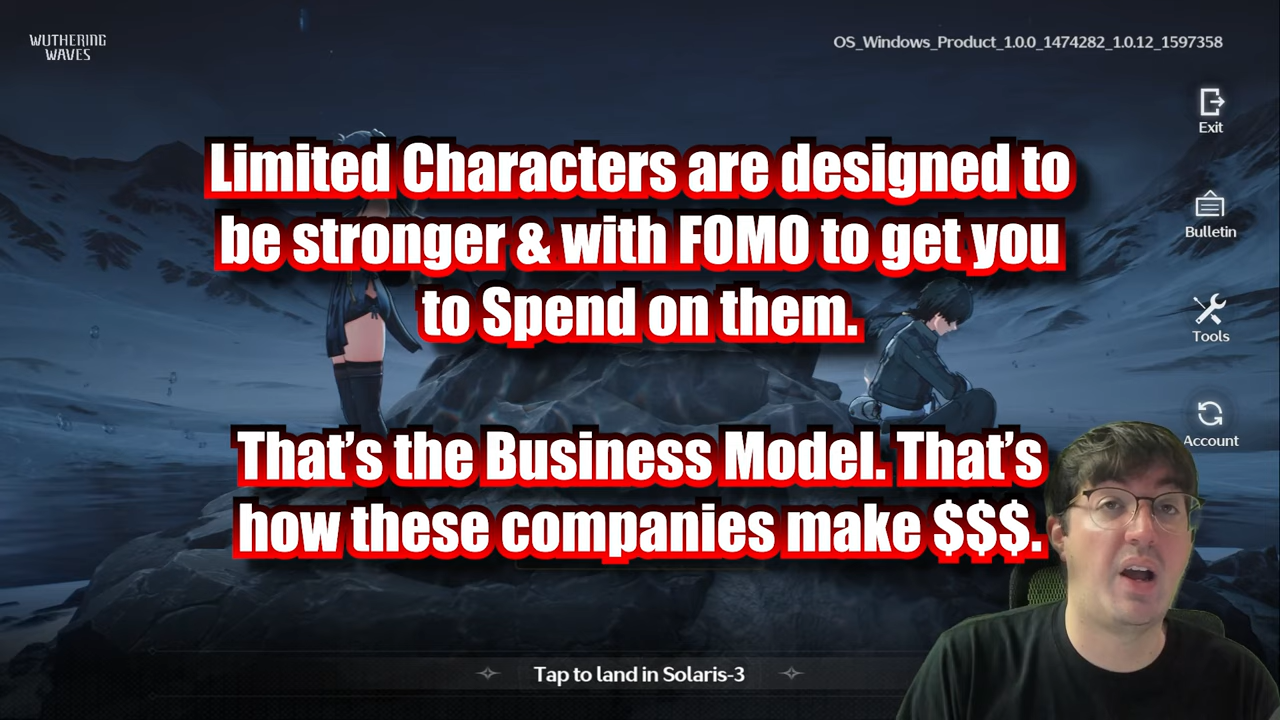 WUTHERING
WAVES
OS_Windows_Product_1.0.0_1474282_1.0.12_1597358
Exit
Limited Characters are designed to
be stronger & with FOMO to get you
to Spend on them.
Bulletin
Tools
Account
That's the Business Model. That's
how these companies make $$$.
Tap to land in Solaris-3